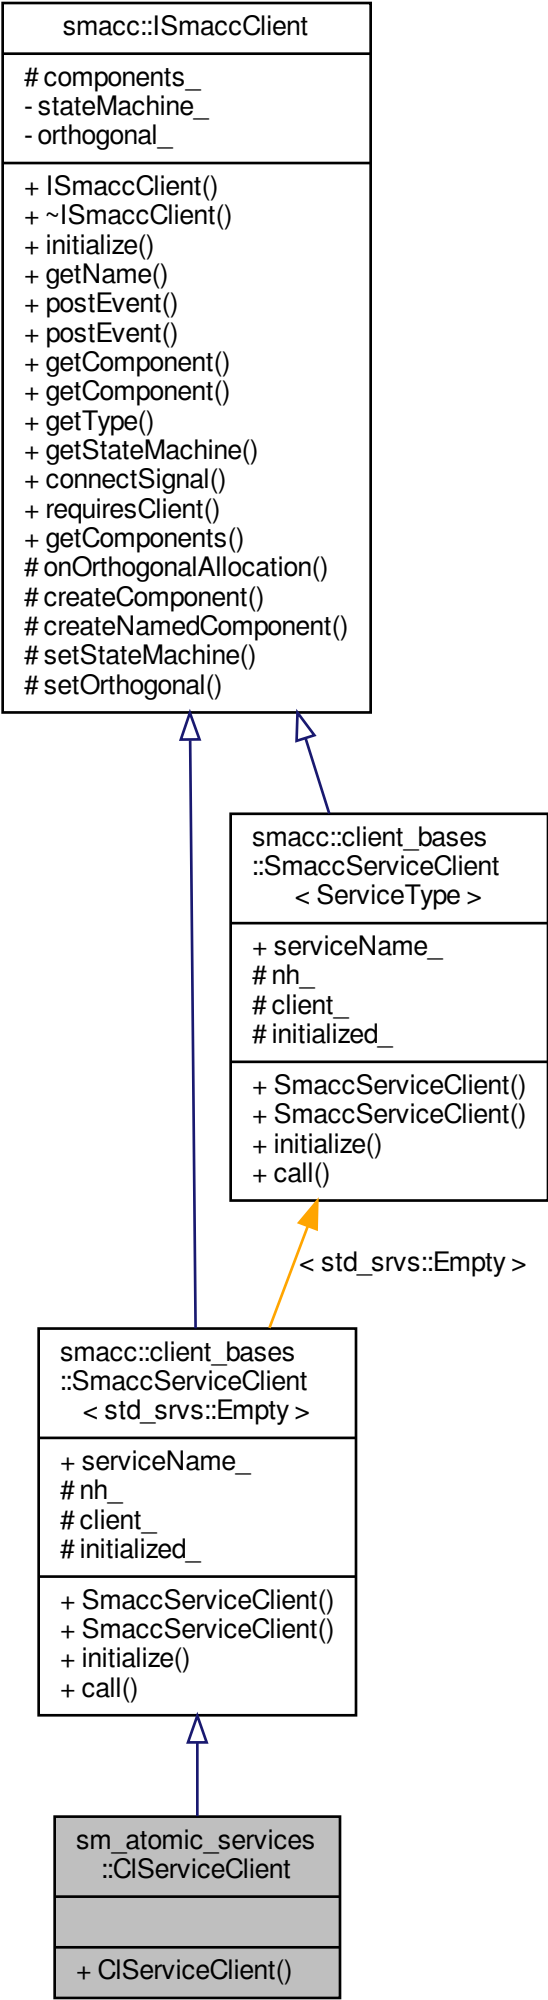 smacc::ISmaccClient
# components_
- stateMachine_
- orthogonal_
+ ISmaccClient()
+ ~ISmaccClient()
+ initialize()
+ getName()
+ postEvent()
+ postEvent()
+ getComponent()
+ getComponent()
+ getType()
+ getStateMachine()
+ connectSignal()
+ requiresClient()
+ getComponents()
# onOrthogonalAllocation()
# createComponent()
# createNamedComponent()
# setStateMachine()
# setOrthogonal()
smacc::client_bases
::SmaccServiceClient
< ServiceType >
+ serviceName_
# nh_
# client_
# initialized_
+ SmaccServiceClient()
+ SmaccServiceClient()
+ initialize()
+ call()
< std_srvs::Empty >
smacc::client_bases
::SmaccServiceClient
< std_srvs::Empty >
+ serviceName_
# nh_
# client_
# initialized_
+ SmaccServiceClient()
+ SmaccServiceClient()
+ initialize()
+ call()
sm_atomic_services
::ClServiceClient
+ ClServiceClient()